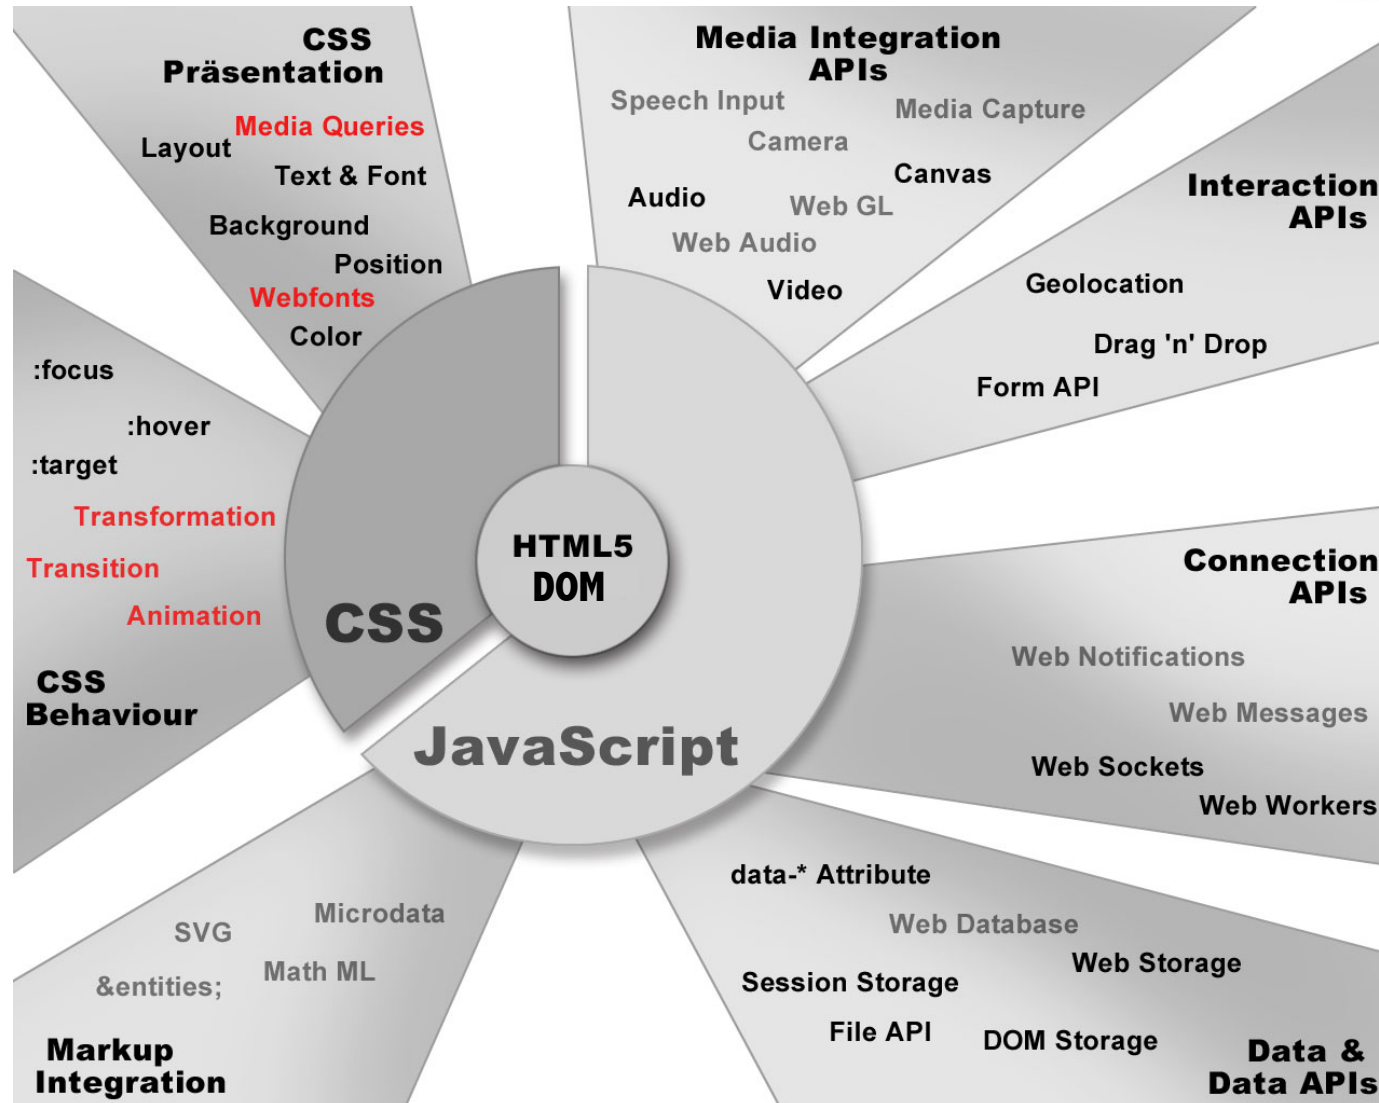 CSS
Präsentation
Media Queries
Layout
Text & Font
Background
Position
Webfonts
Color
Media Integration
APIs
Speech Input
Media Capture
Camera
Canvas
Audio
Web GL
Web Audio
Video
Interaction
APIs
Geolocation
Drag 'n' Drop
Form API
:focus
:hover
:target
Transformation
Transition
Animation
CSS
Behaviour
HTML5
DOM
CSS
JavaScript
Connection
APIs
Web Notifications
Web Messages
Web Sockets
Web Workers
SVG
Microdata
&entities;
Math ML
Markup
Integration
data-* Attribute
Web Database
Web Storage
Session Storage
File API
DOM Storage
Data &
Data APIs